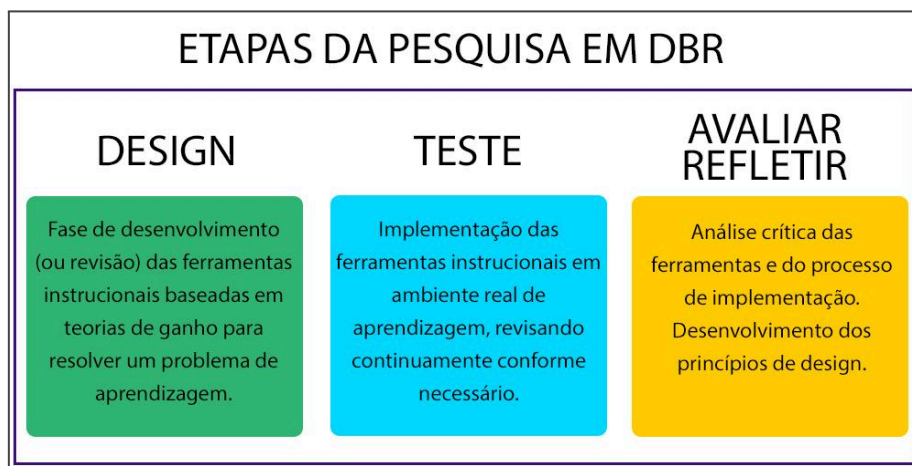 ETAPAS DA PESQUISA EM DBR
DESIGN
Fase de desenvolvimento
(ou revisão) das ferramentas
instrucionais baseadas em
teorias de ganho para
resolver um problema de
aprendizagem.
TESTE
Implementação das
ferramentas instrucionais em
ambiente real de
aprendizagem, revisando
continuamente conforme
necessário.
AVALIAR
REFLETIR
Análise crítica das
ferramentas e do processo
de implementação.
Desenvolvimento dos
princípios de design.